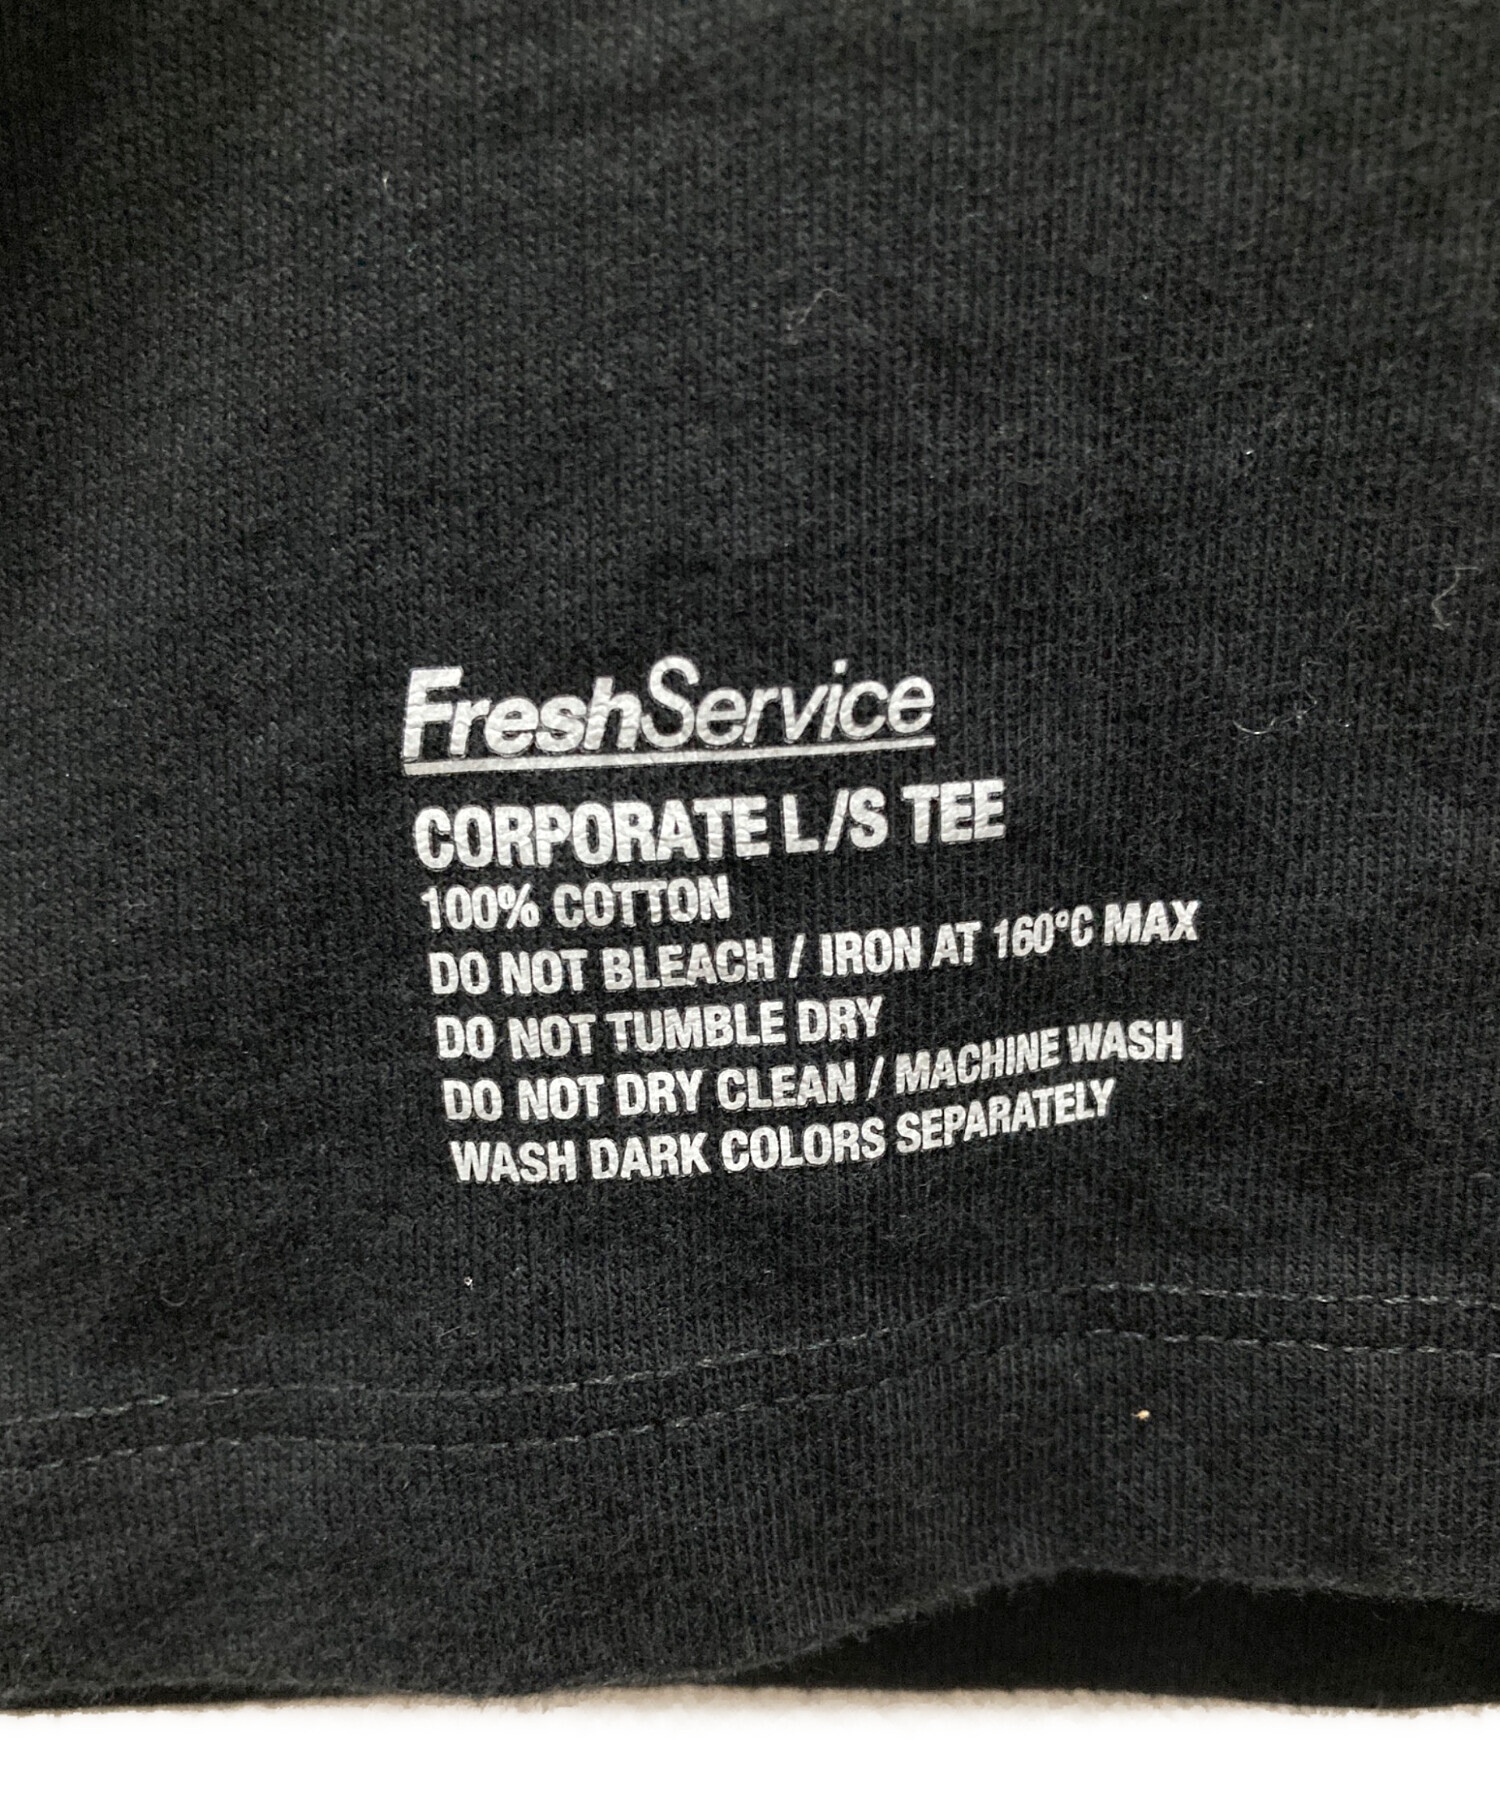 FreshService
CORPORATE L/S TEE
100% COTTON
DO NOT BLEACH / IRON AT 160°C MAX
DO NOT TUMBLE DRY
DO NOT DRY CLEAN / MACHINE WASH
WASH DARK COLORS SEPARATELY